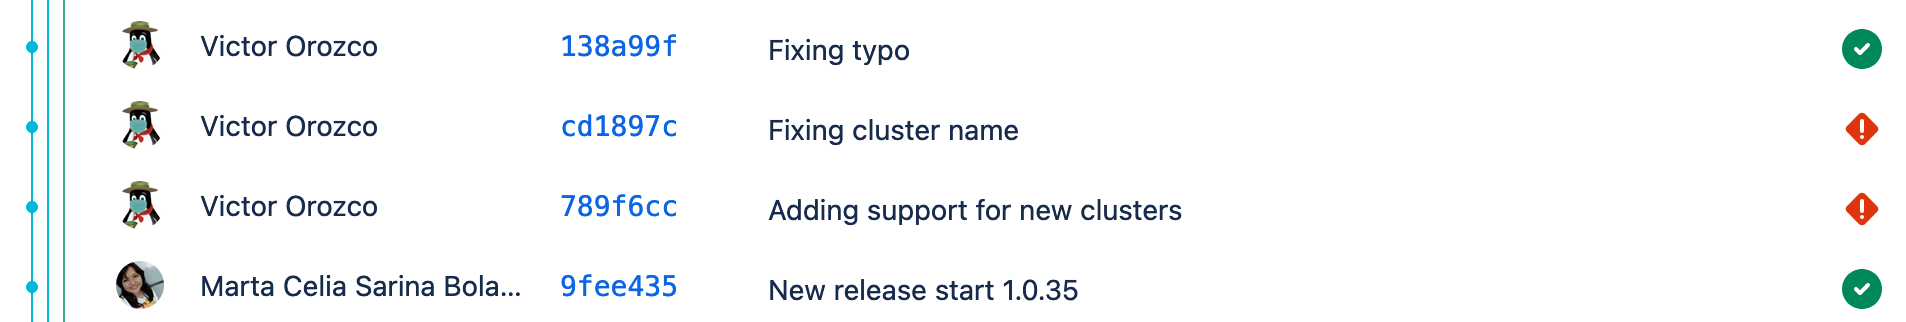 Victor Orozco 138a99f Fixing typo
Victor Orozco cd1897c Fixing cluster name
Victor Orozco 789f6cc Adding support for new clusters
Marta Celia Sarina Bola... 9fee435 New release start 1.0.35